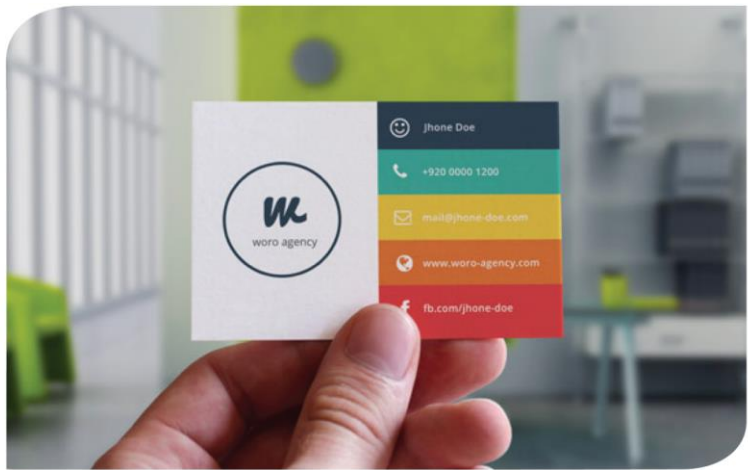 w
woro agency
Jhone Doe
+920 0000 1200
mail@jhone-doe.com
www.woro-agency.com
fb.com/jhone-doe